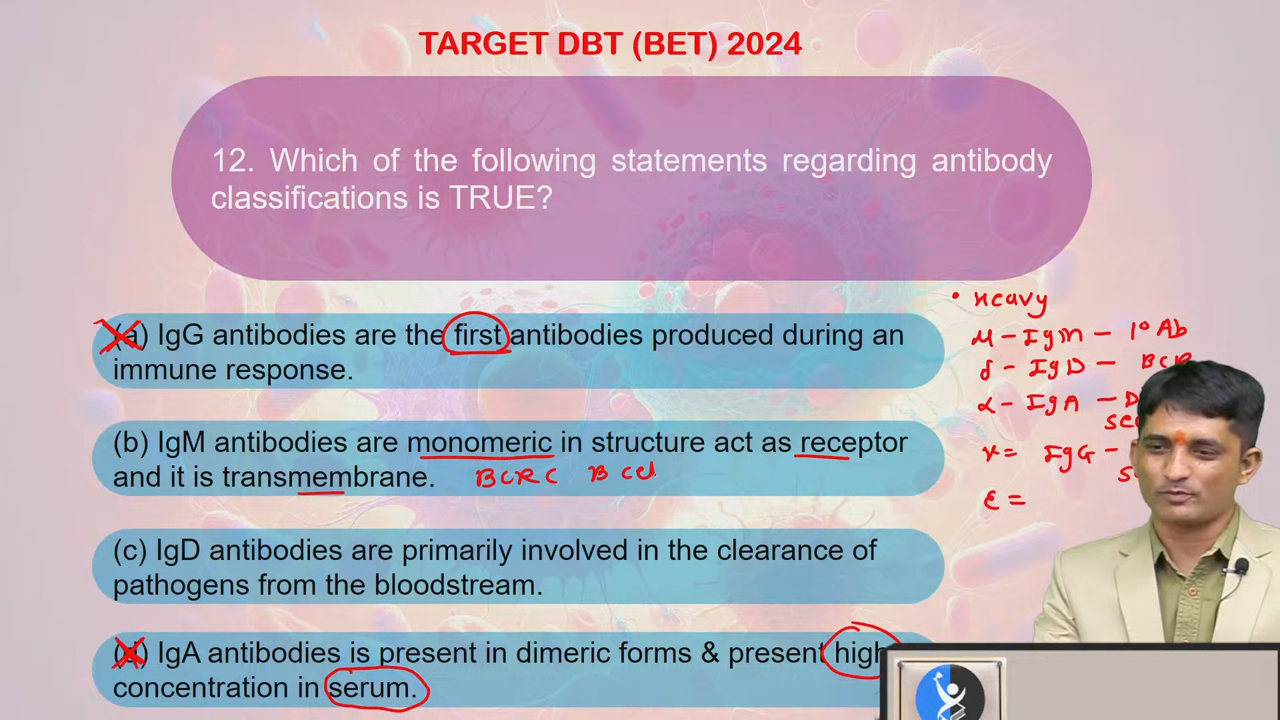 TARGET DBT (BET) 2024
12. Which of the following statements regarding antibody
classifications is TRUE?
• Heavy
(a) IgG antibodies are the first antibodies produced during an
immune response.
μ - IgM - 1° Ab
δ - IgD - BCR
α - IgA - D
γ = IgG -
ε =
(b) IgM antibodies are monomeric in structure act as receptor
and it is transmembrane. BCRC B cell
(c) IgD antibodies are primarily involved in the clearance of
pathogens from the bloodstream.
(d) IgA antibodies is present in dimeric forms & present high
concentration in serum.